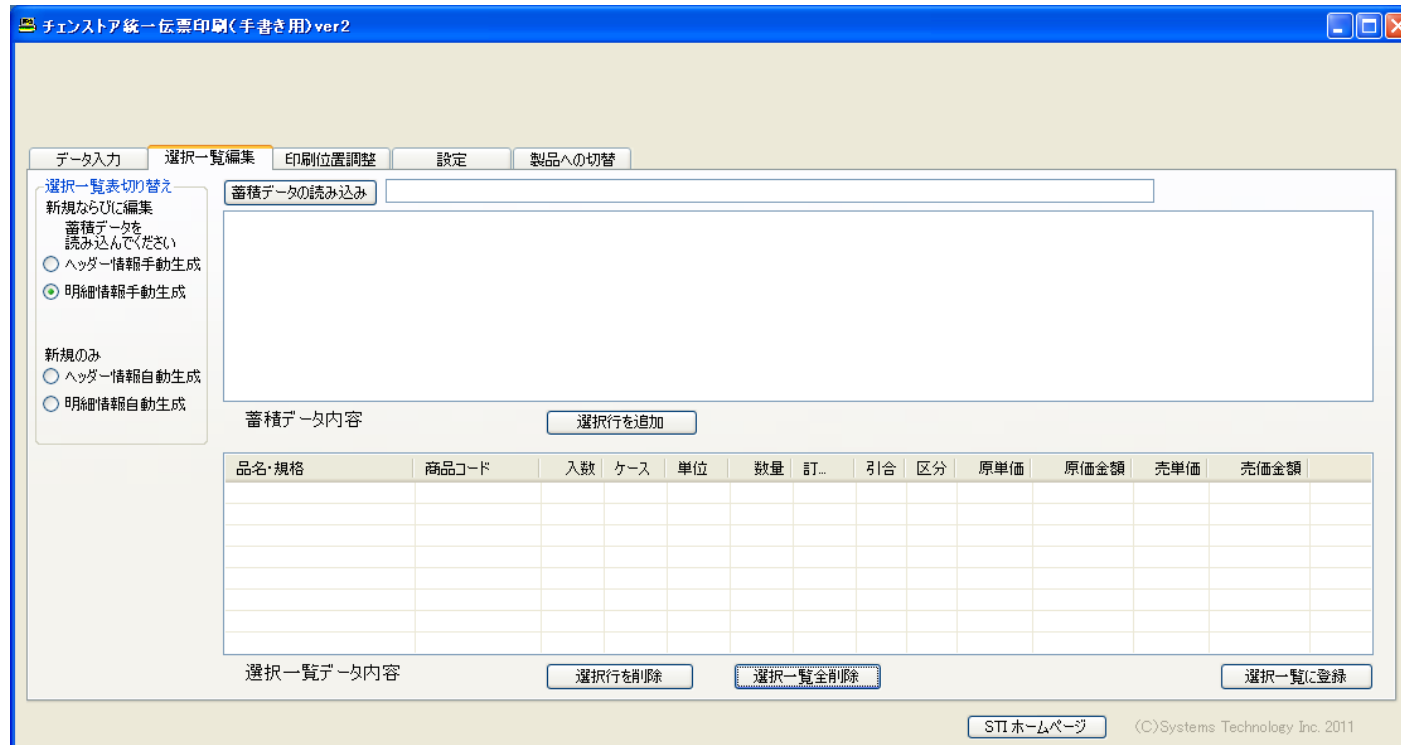 チェンストア統一伝票印刷(手書き用)ver2
データ入力 選択一覧編集 印刷位置調整 設定 製品への切替
選択一覧表切り替え
新規ならびに編集
蓄積データを
読み込んでください
ヘッダー情報手動生成
明細情報手動生成
新規のみ
ヘッダー情報自動生成
明細情報自動生成
蓄積データの読み込み
蓄積データ内容 選択行を追加
品名・規格 商品コード 入数 ケース 単位 数量 訂... 引合 区分 原単価 原価金額 売単価 売価金額
選択一覧データ内容 選択行を削除 選択一覧全削除 選択一覧に登録
STI ホームページ (C)Systems Technology Inc. 2011